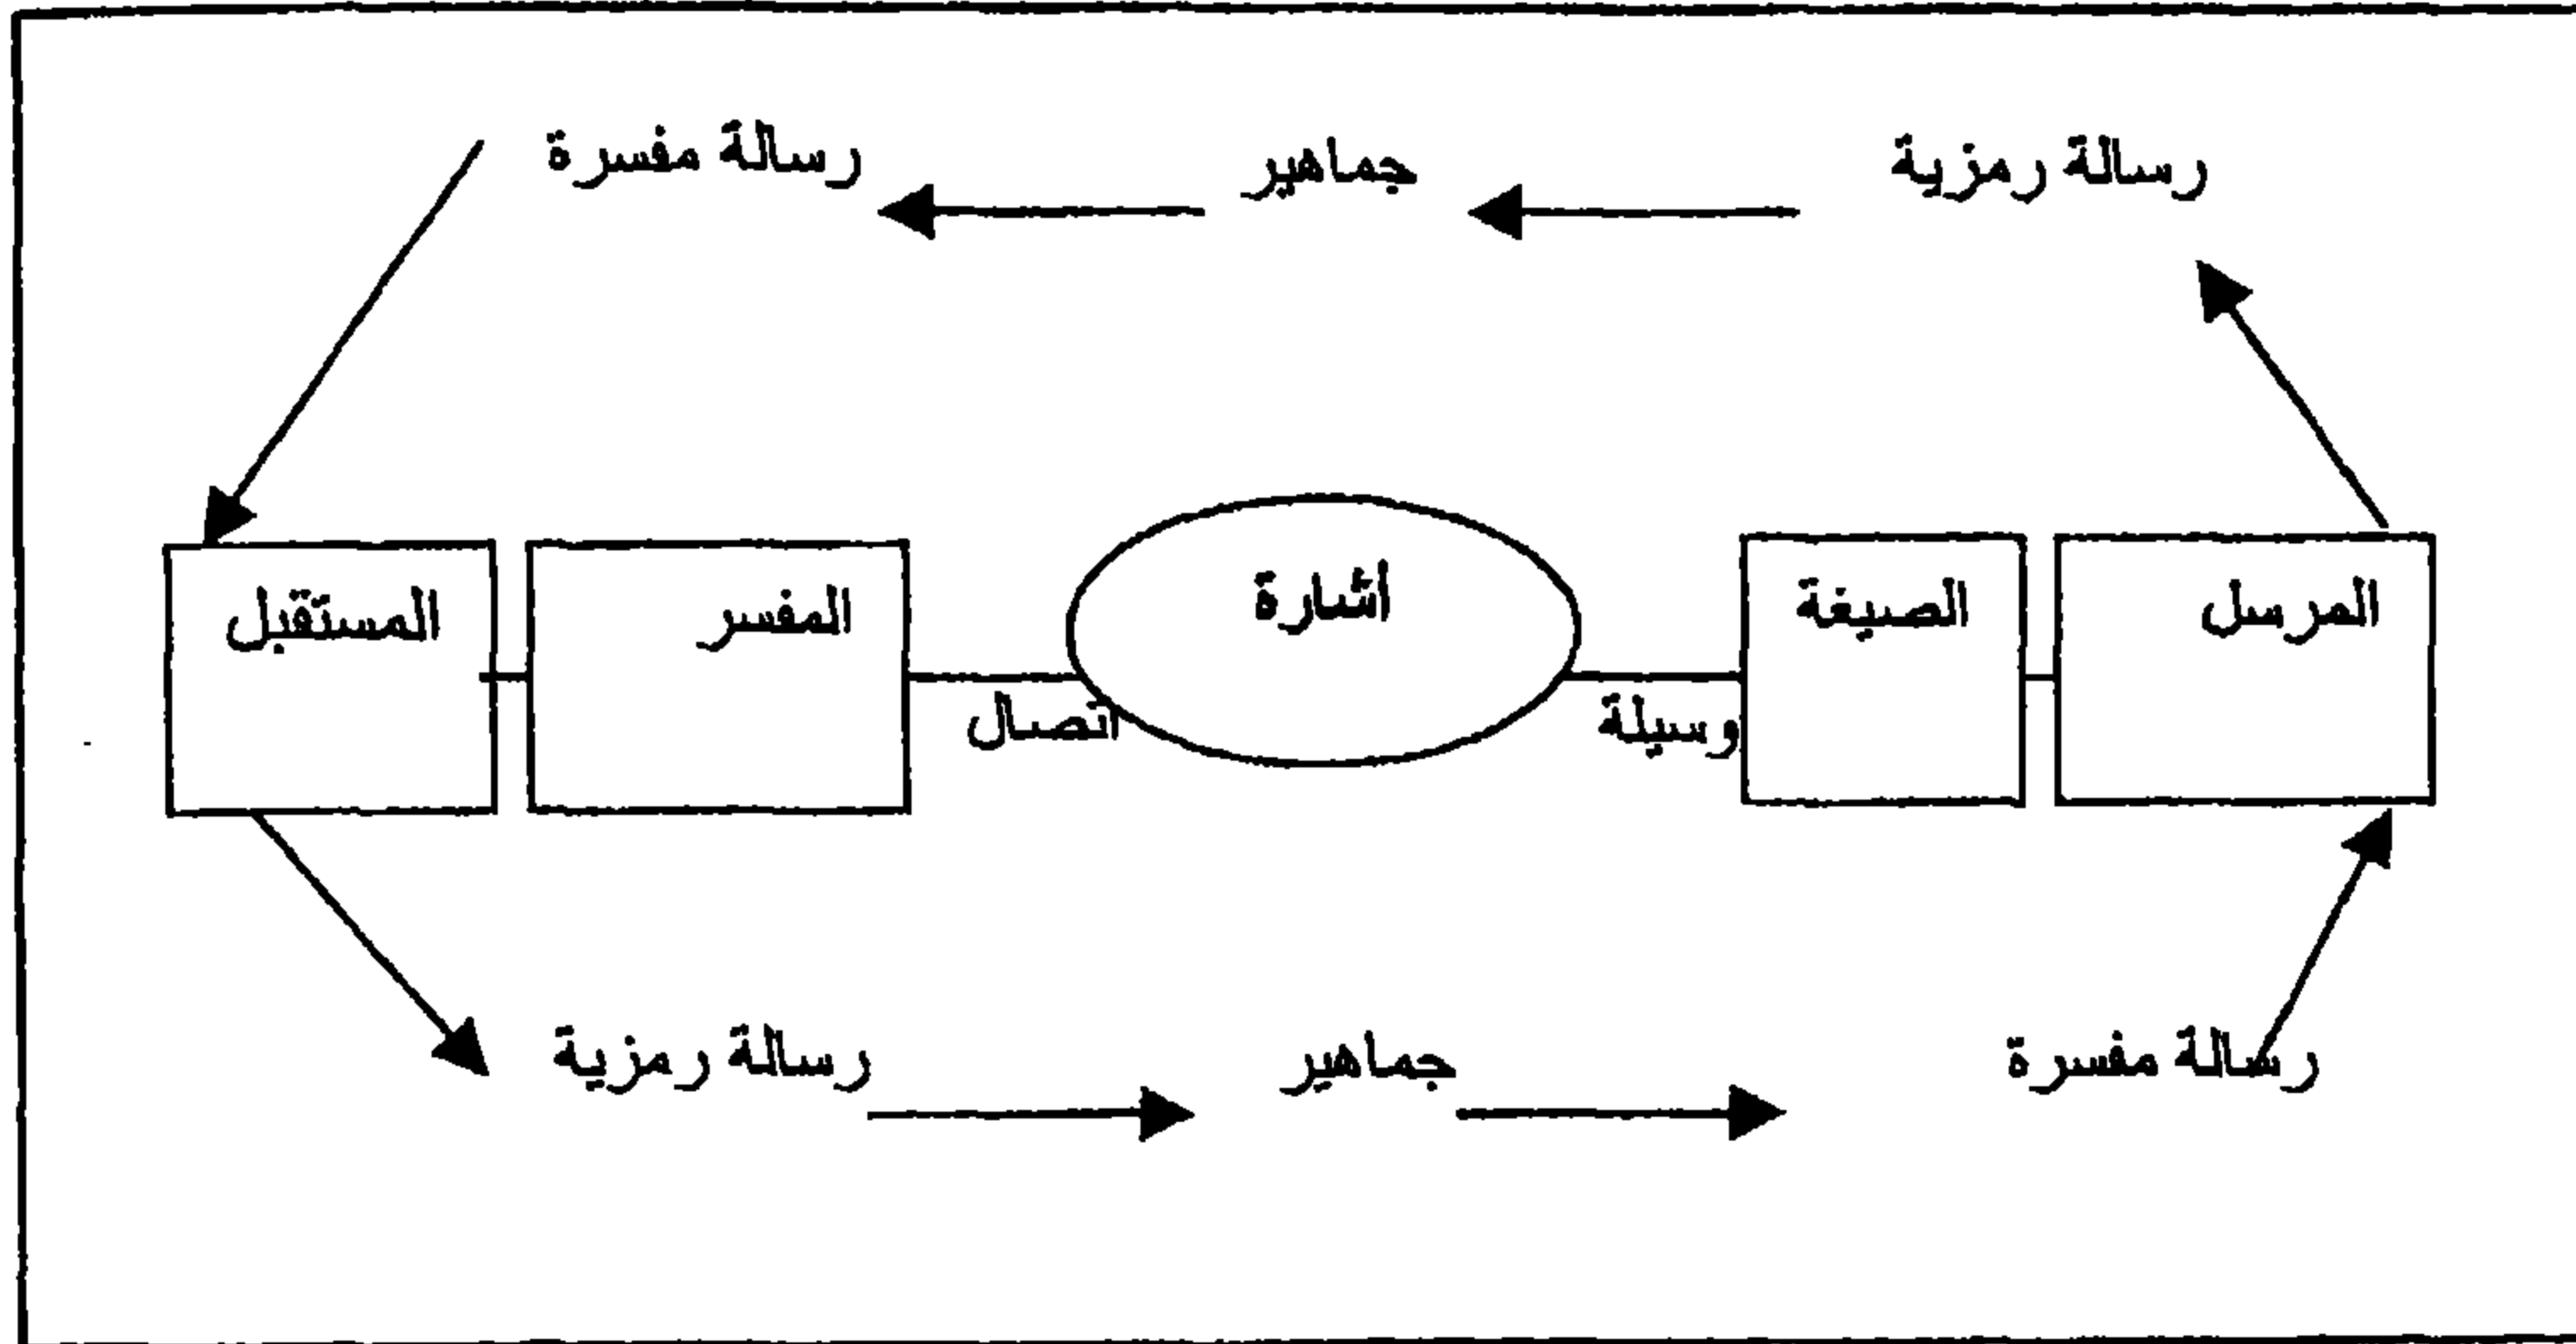 رسالة رمزية جماهير رسالة مفسرة
المرسل الصيغة أشارة المفسر المستقبل
وسيلة اتصال
رسالة مفسرة جماهير رسالة رمزية